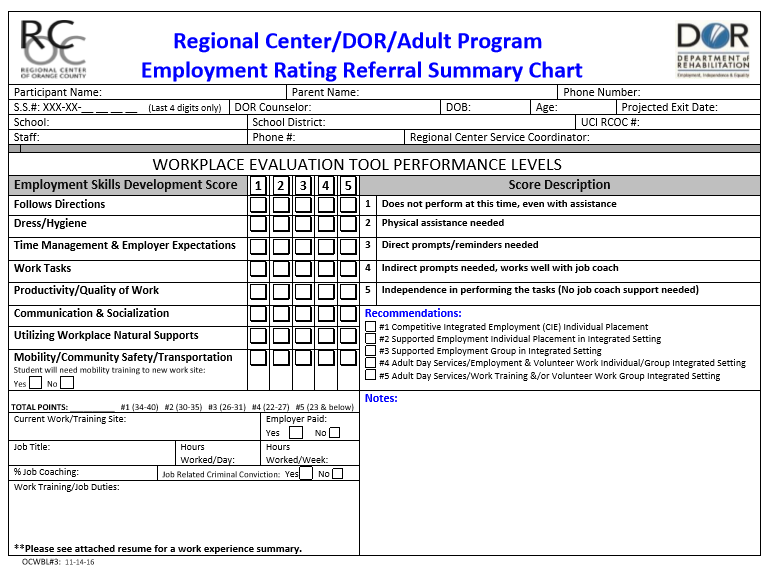 RCOC
REGIONAL CENTER
OF ORANGE COUNTY
Regional Center/DOR/Adult Program
Employment Rating Referral Summary Chart
DOR
DEPARTMENT of
REHABILITATION
Employment, Independence & Equality
Participant Name: Parent Name: Phone Number:
S.S.#: XXX-XX-__ __ __ __ (Last 4 digits only) DOR Counselor: DOB: Age: Projected Exit Date:
School: School District: UCI RCOC #:
Staff: Phone #: Regional Center Service Coordinator:
WORKPLACE EVALUATION TOOL PERFORMANCE LEVELS
Employment Skills Development Score 1 2 3 4 5 Score Description
Follows Directions 1 Does not perform at this time, even with assistance
Dress/Hygiene 2 Physical assistance needed
Time Management & Employer Expectations 3 Direct prompts/reminders needed
Work Tasks 4 Indirect prompts needed, works well with job coach
Productivity/Quality of Work 5 Independence in performing the tasks (No job coach support needed)
Communication & Socialization
Utilizing Workplace Natural Supports
Mobility/Community Safety/Transportation
Student will need mobility training to new work site:
Yes No
Recommendations:
#1 Competitive Integrated Employment (CIE) Individual Placement
#2 Supported Employment Individual Placement in Integrated Setting
#3 Supported Employment Group in Integrated Setting
#4 Adult Day Services/Employment & Volunteer Work Individual/Group Integrated Setting
#5 Adult Day Services/Work Training &/or Volunteer Work Group Integrated Setting
TOTAL POINTS:________ #1 (34-40) #2 (30-35) #3 (26-31) #4 (22-27) #5 (23 & below)
Current Work/Training Site: Employer Paid:
Yes No
Job Title: Hours Hours
Worked/Day: Worked/Week:
% Job Coaching: Job Related Criminal Conviction: Yes No
Work Training/Job Duties:
**Please see attached resume for a work experience summary.
Notes:
OCWBL#3: 11-14-16